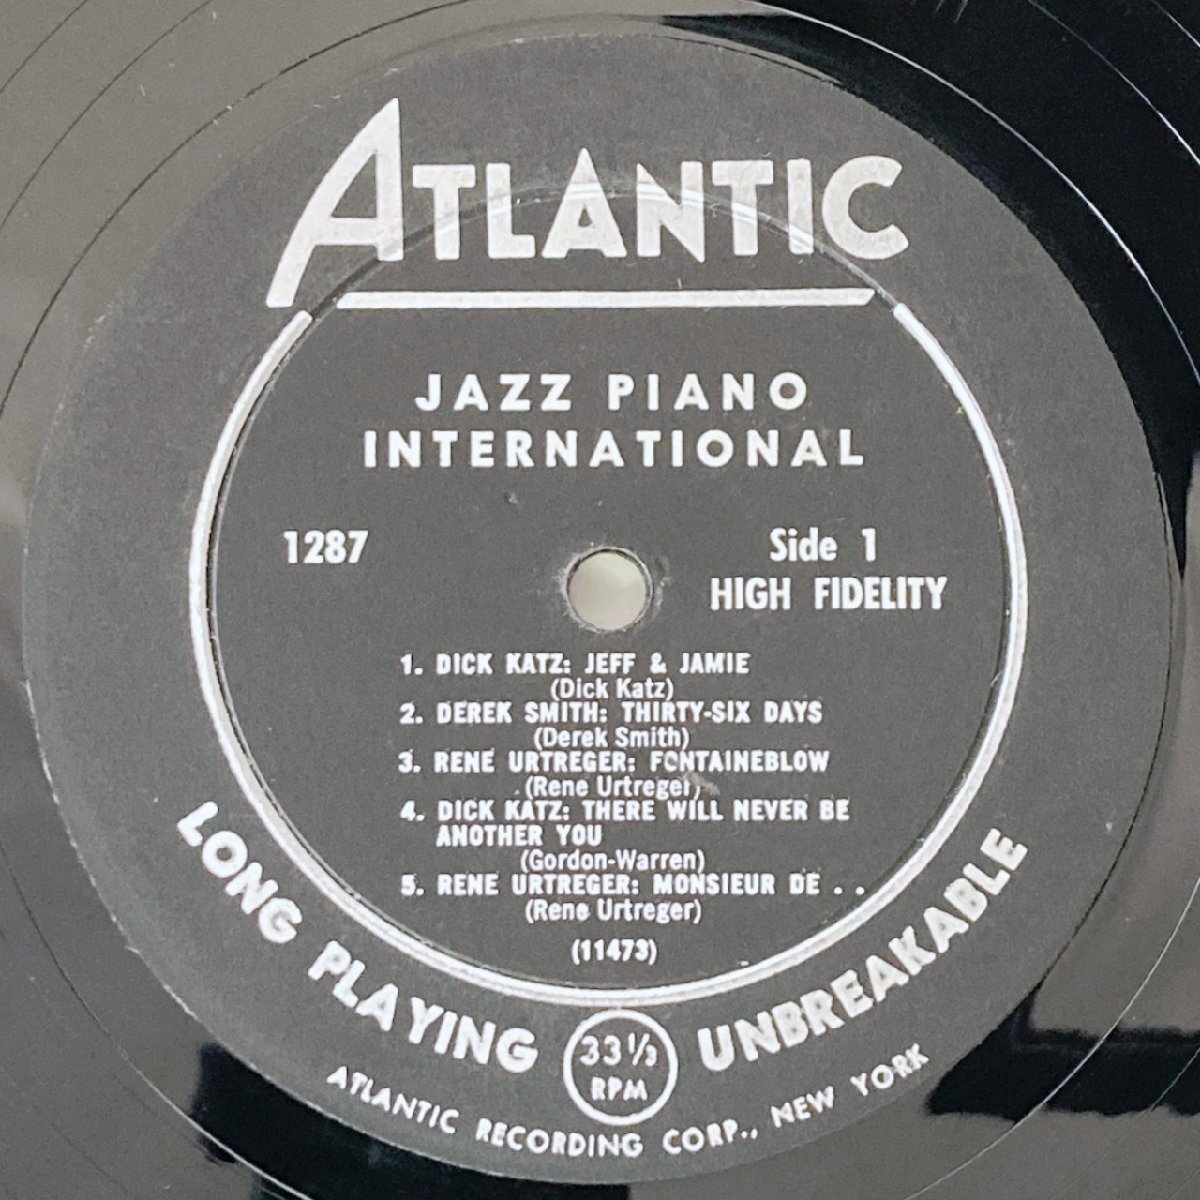 ATLANTIC
JAZZ PIANO
INTERNATIONAL
1287
Side 1
HIGH FIDELITY
1. DICK KATZ: JEFF & JAMIE
(Dick Katz)
2. DEREK SMITH: THIRTY-SIX DAYS
(Derek Smith)
3. RENE URTREGER: FONTAINEBLOW
(Rene Urtreger)
4. DICK KATZ: THERE WILL NEVER BE
ANOTHER YOU
(Gordon-Warren)
5. RENE URTREGER: MONSIEUR DE . .
(Rene Urtreger)
(11473)
LONG PLAYING
33 1/3
RPM
UNBREAKABLE
ATLANTIC RECORDING CORP., NEW YORK